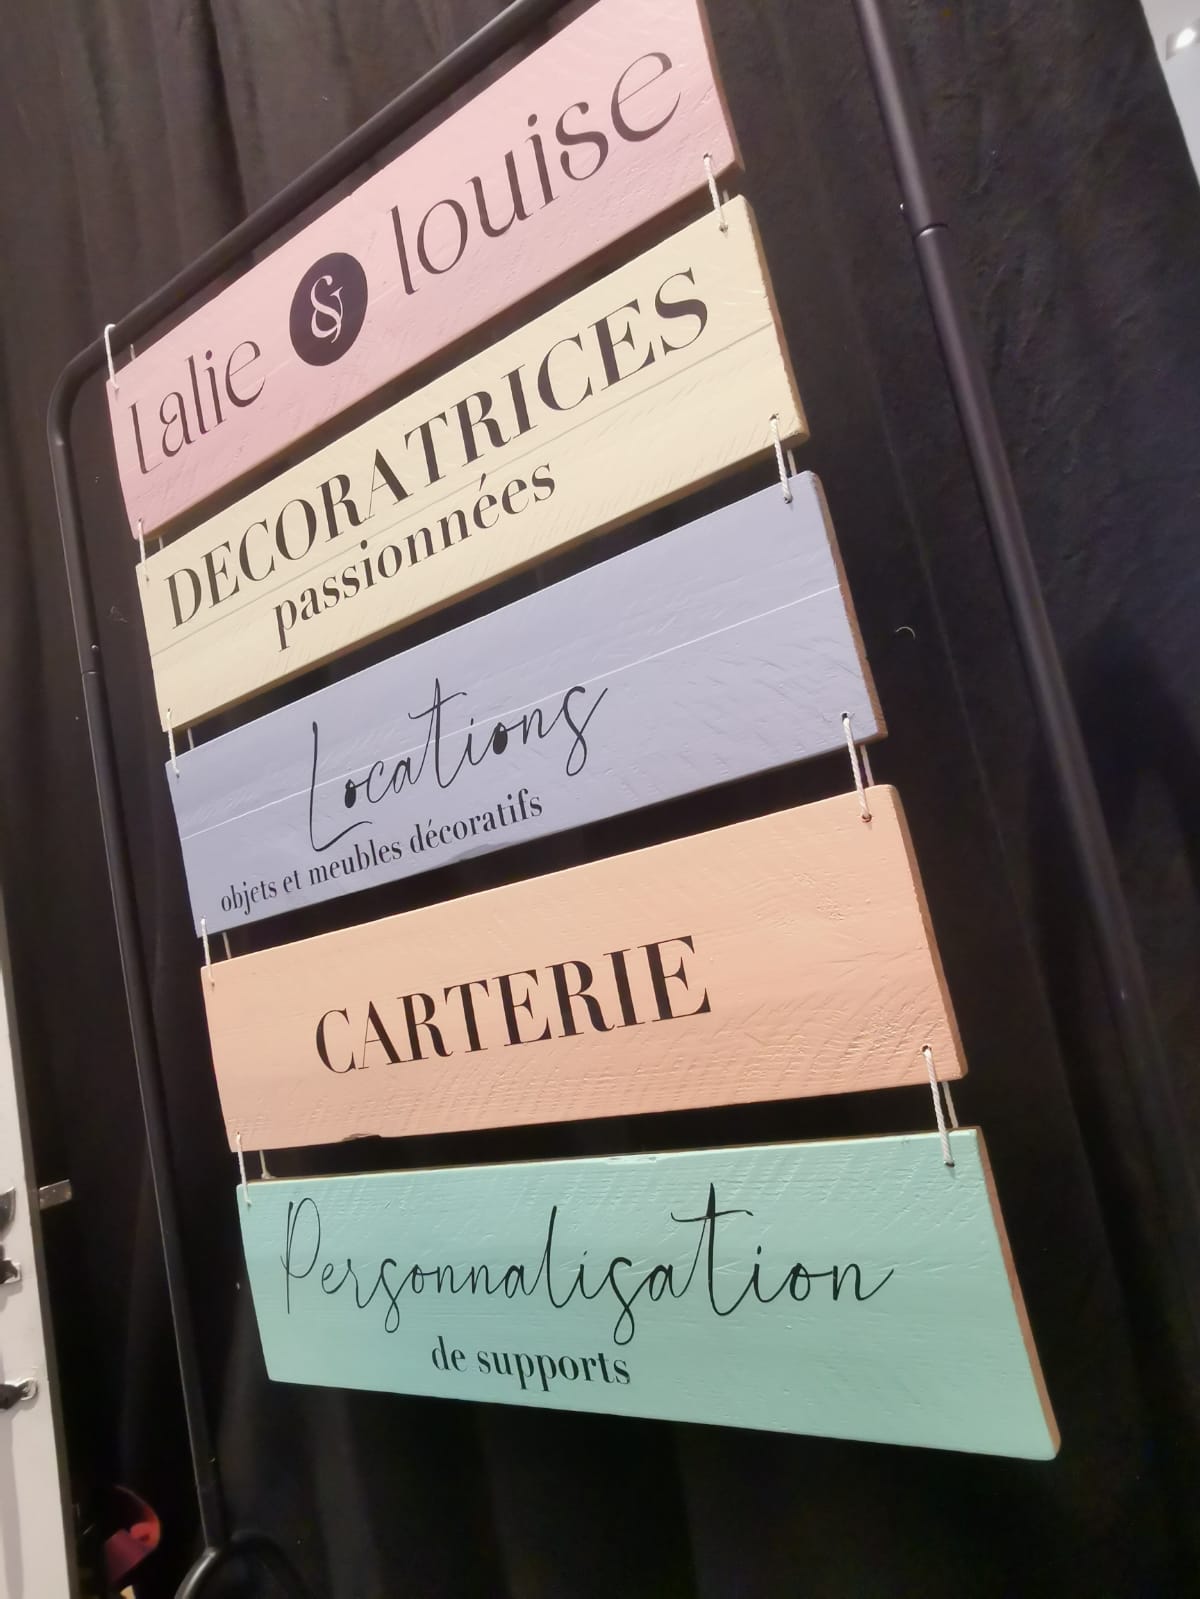 lalie & louise
DECORATRICES
passionnées
Locations
objets et meubles décoratifs
CARTERIE
Personnalisation
de supports